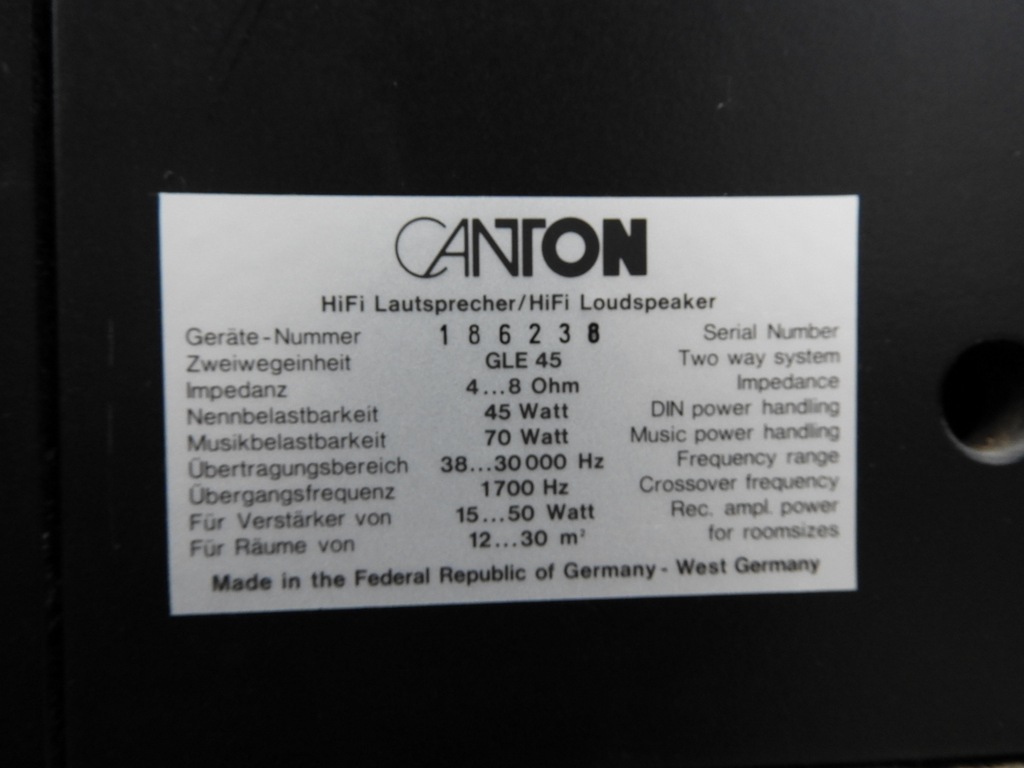 CANTON
HiFi Lautsprecher/HiFi Loudspeaker
Geräte-Nummer 186238 Serial Number
Zweiwegeinheit GLE 45 Two way system
Impedanz 4...8 Ohm Impedance
Nennbelastbarkeit 45 Watt DIN power handling
Musikbelastbarkeit 70 Watt Music power handling
Übertragungsbereich 38...30000 Hz Frequency range
Übergangsfrequenz 1700 Hz Crossover frequency
Für Verstärker von 15...50 Watt Rec. ampl. power
Für Räume von 12...30 m² for roomsizes
Made in the Federal Republic of Germany - West Germany